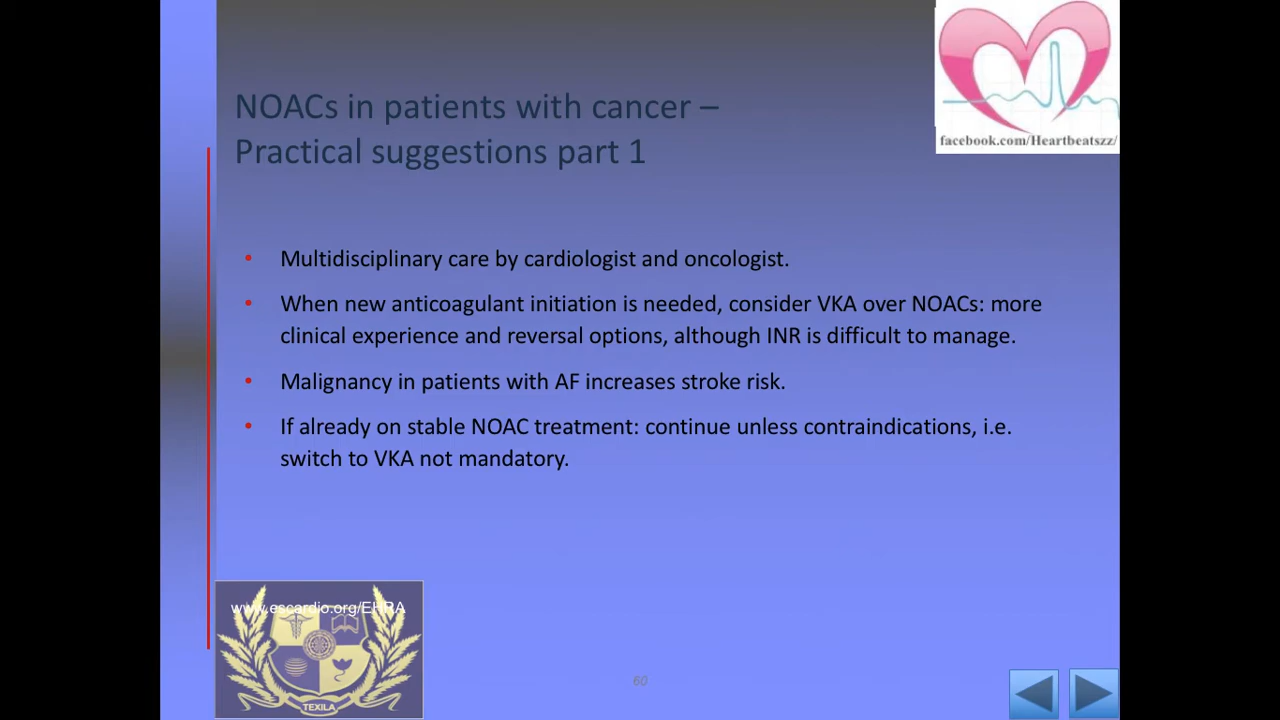 facebook.com/Heartbeatszz/
NOACs in patients with cancer –
Practical suggestions part 1
• Multidisciplinary care by cardiologist and oncologist.
• When new anticoagulant initiation is needed, consider VKA over NOACs: more
clinical experience and reversal options, although INR is difficult to manage.
• Malignancy in patients with AF increases stroke risk.
• If already on stable NOAC treatment: continue unless contraindications, i.e.
switch to VKA not mandatory.
www.escardio.org/EHRA
TEXILA
60